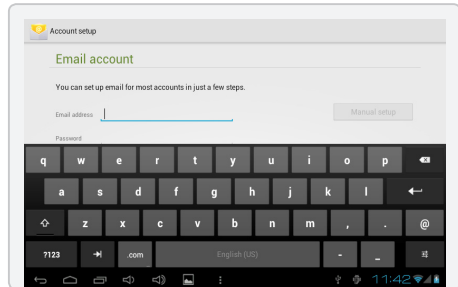 Account setup
Email account
You can set up email for most accounts in just a few steps.
Email address
Manual setup
Password
q w e r t y u i o p
a s d f g h j k l
z x c v b n m , . @
?123 .com English (US) - _
11:42